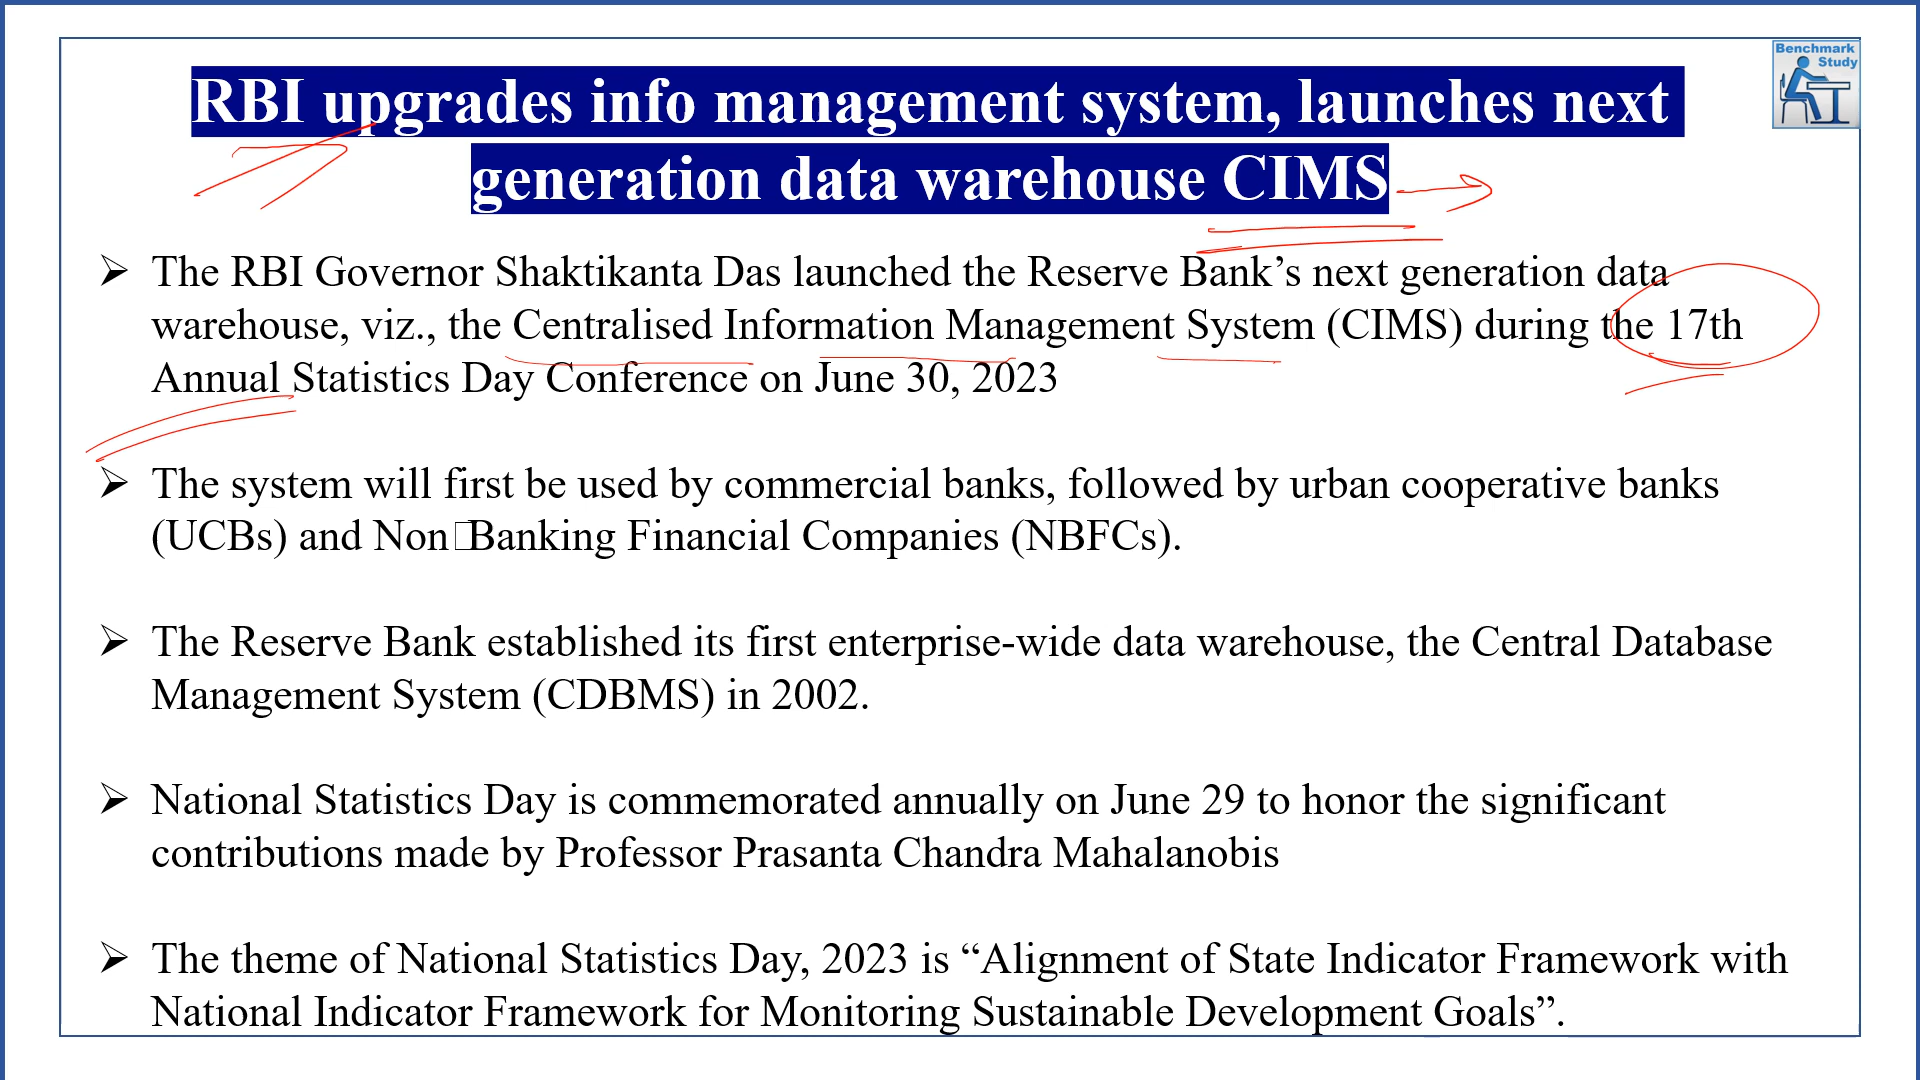 Benchmark
Study
RBI upgrades info management system, launches next
generation data warehouse CIMS
➢ The RBI Governor Shaktikanta Das launched the Reserve Bank’s next generation data
warehouse, viz., the Centralised Information Management System (CIMS) during the 17th
Annual Statistics Day Conference on June 30, 2023
➢ The system will first be used by commercial banks, followed by urban cooperative banks
(UCBs) and Non□Banking Financial Companies (NBFCs).
➢ The Reserve Bank established its first enterprise-wide data warehouse, the Central Database
Management System (CDBMS) in 2002.
➢ National Statistics Day is commemorated annually on June 29 to honor the significant
contributions made by Professor Prasanta Chandra Mahalanobis
➢ The theme of National Statistics Day, 2023 is “Alignment of State Indicator Framework with
National Indicator Framework for Monitoring Sustainable Development Goals”.